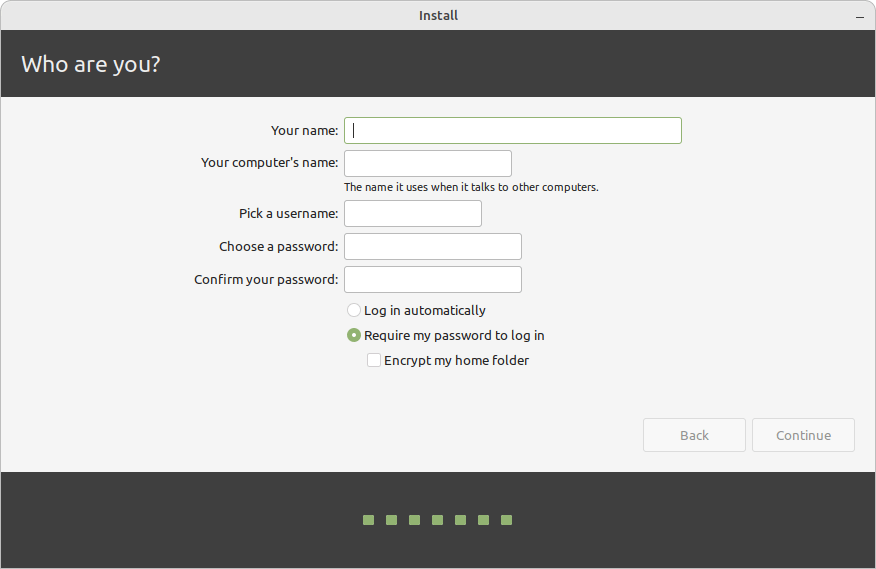 Install
Who are you?
Your name:
Your computer's name:
The name it uses when it talks to other computers.
Pick a username:
Choose a password:
Confirm your password:
Log in automatically
Require my password to log in
Encrypt my home folder
Back
Continue